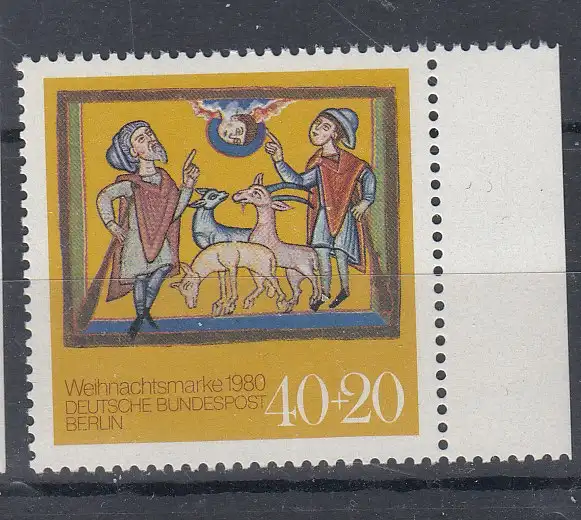 Weihnachtsmarke 1980
DEUTSCHE BUNDESPOST
BERLIN
40+20